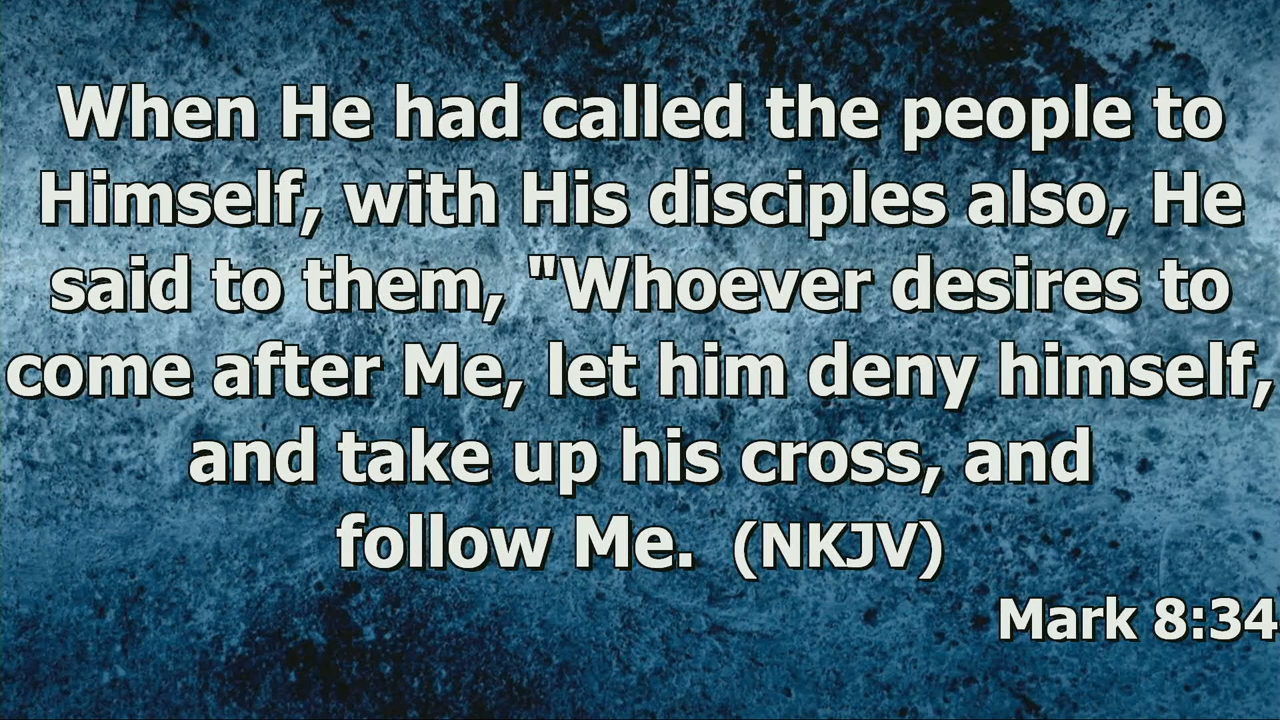 When He had called the people to
Himself, with His disciples also, He
said to them, "Whoever desires to
come after Me, let him deny himself,
and take up his cross, and
follow Me.  (NKJV)
Mark 8:34